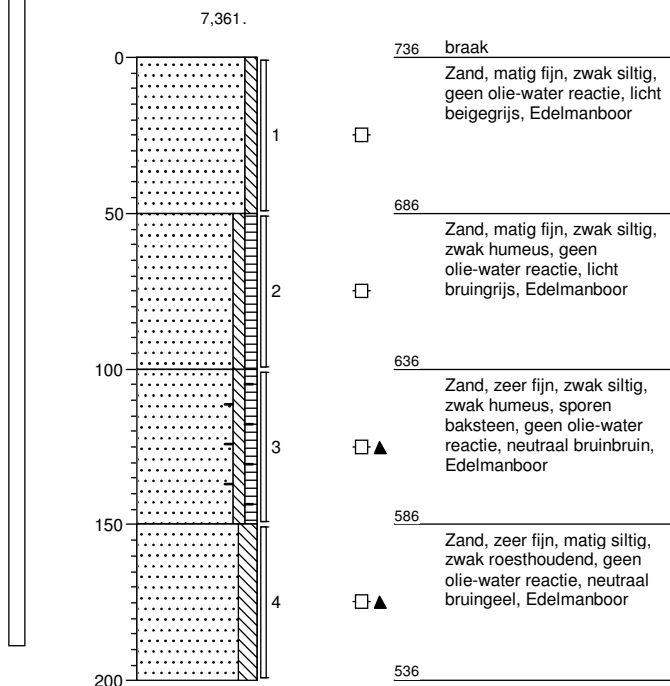 7,361.
0
736 braak
Zand, matig fijn, zwak siltig,
geen olie-water reactie, licht
beigegrijs, Edelmanboor
1
50
686
Zand, matig fijn, zwak siltig,
zwak humeus, geen
olie-water reactie, licht
bruingrijs, Edelmanboor
2
100
636
Zand, zeer fijn, zwak siltig,
zwak humeus, sporen
baksteen, geen olie-water
reactie, neutraal bruinbruin,
Edelmanboor
3
150
586
Zand, zeer fijn, matig siltig,
zwak roesthoudend, geen
olie-water reactie, neutraal
bruingeel, Edelmanboor
4
200
536